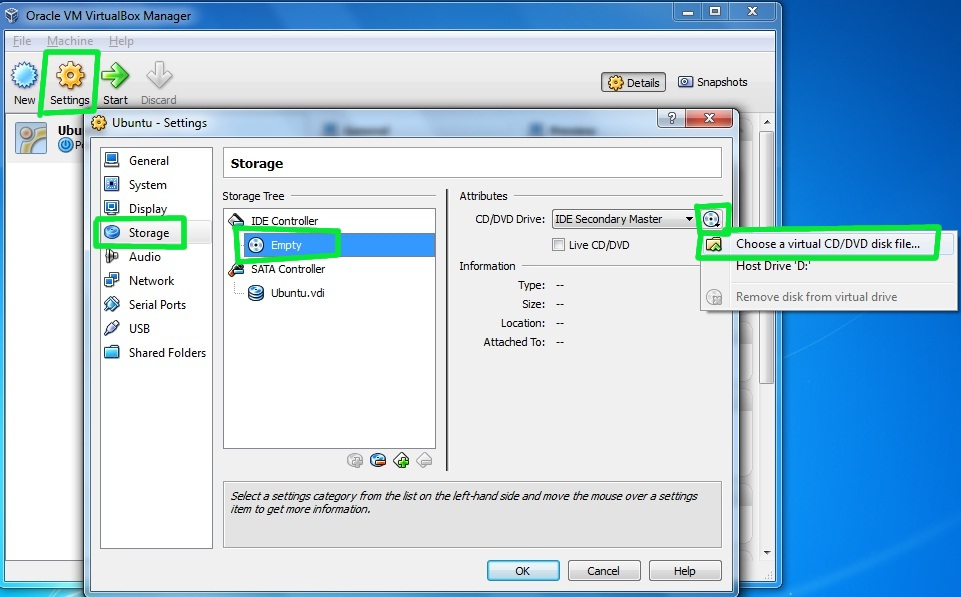 Oracle VM VirtualBox Manager
File Machine Help
New Settings Start Discard
Details Snapshots
Ubuntu - Settings
?
General
System
Display
Storage
Audio
Network
Serial Ports
USB
Shared Folders
Storage
Storage Tree
IDE Controller
Empty
SATA Controller
Ubuntu.vdi
Attributes
CD/DVD Drive: IDE Secondary Master
Live CD/DVD
Choose a virtual CD/DVD disk file...
Host Drive 'D:'
Remove disk from virtual drive
Information
Type: --
Size: --
Location: --
Attached To: --
Select a settings category from the list on the left-hand side and move the mouse over a settings
item to get more information.
OK Cancel Help